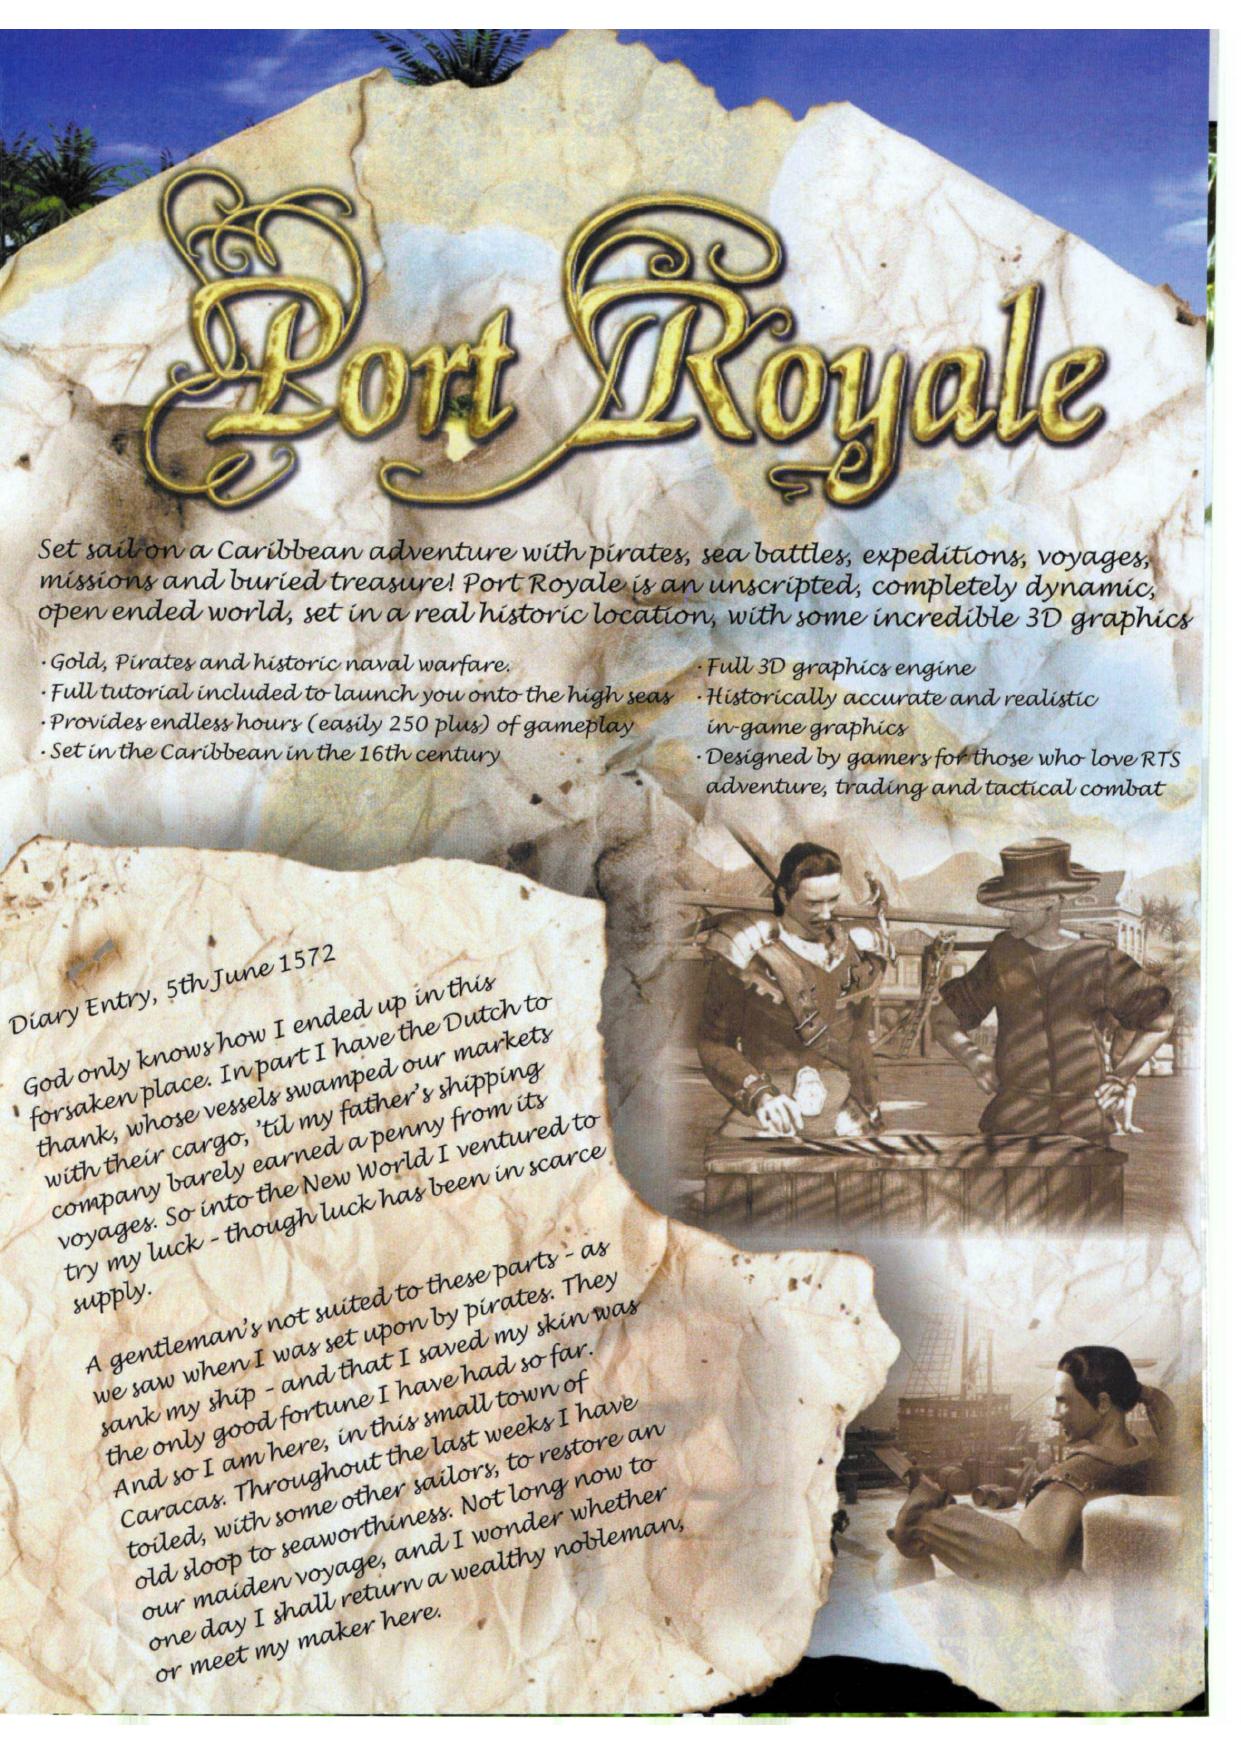 Port Royale
Set sail on a Caribbean adventure with pirates, sea battles, expeditions, voyages,
missions and buried treasure! Port Royale is an unscripted, completely dynamic,
open ended world, set in a real historic location, with some incredible 3D graphics
· Gold, Pirates and historic naval warfare.
· Full tutorial included to launch you onto the high seas
· Provides endless hours (easily 250 plus) of gameplay
· Set in the Caribbean in the 16th century
· Full 3D graphics engine
· Historically accurate and realistic
in-game graphics
· Designed by gamers for those who love RTS
adventure, trading and tactical combat
Diary Entry, 5th June 1572
God only knows how I ended up in this
forsaken place. In part I have the Dutch to
thank, whose vessels swamped our markets
with their cargo, 'til my father's shipping
company barely earned a penny from its
voyages. So into the New World I ventured to
try my luck - though luck has been in scarce
supply.
A gentleman's not suited to these parts - as
we saw when I was set upon by pirates. They
sank my ship - and that I saved my skin was
the only good fortune I have had so far.
And so I am here, in this small town of
Caracas. Throughout the last weeks I have
toiled, with some other sailors, to restore an
old sloop to seaworthiness. Not long now to
our maiden voyage, and I wonder whether
one day I shall return a wealthy nobleman,
or meet my maker here.